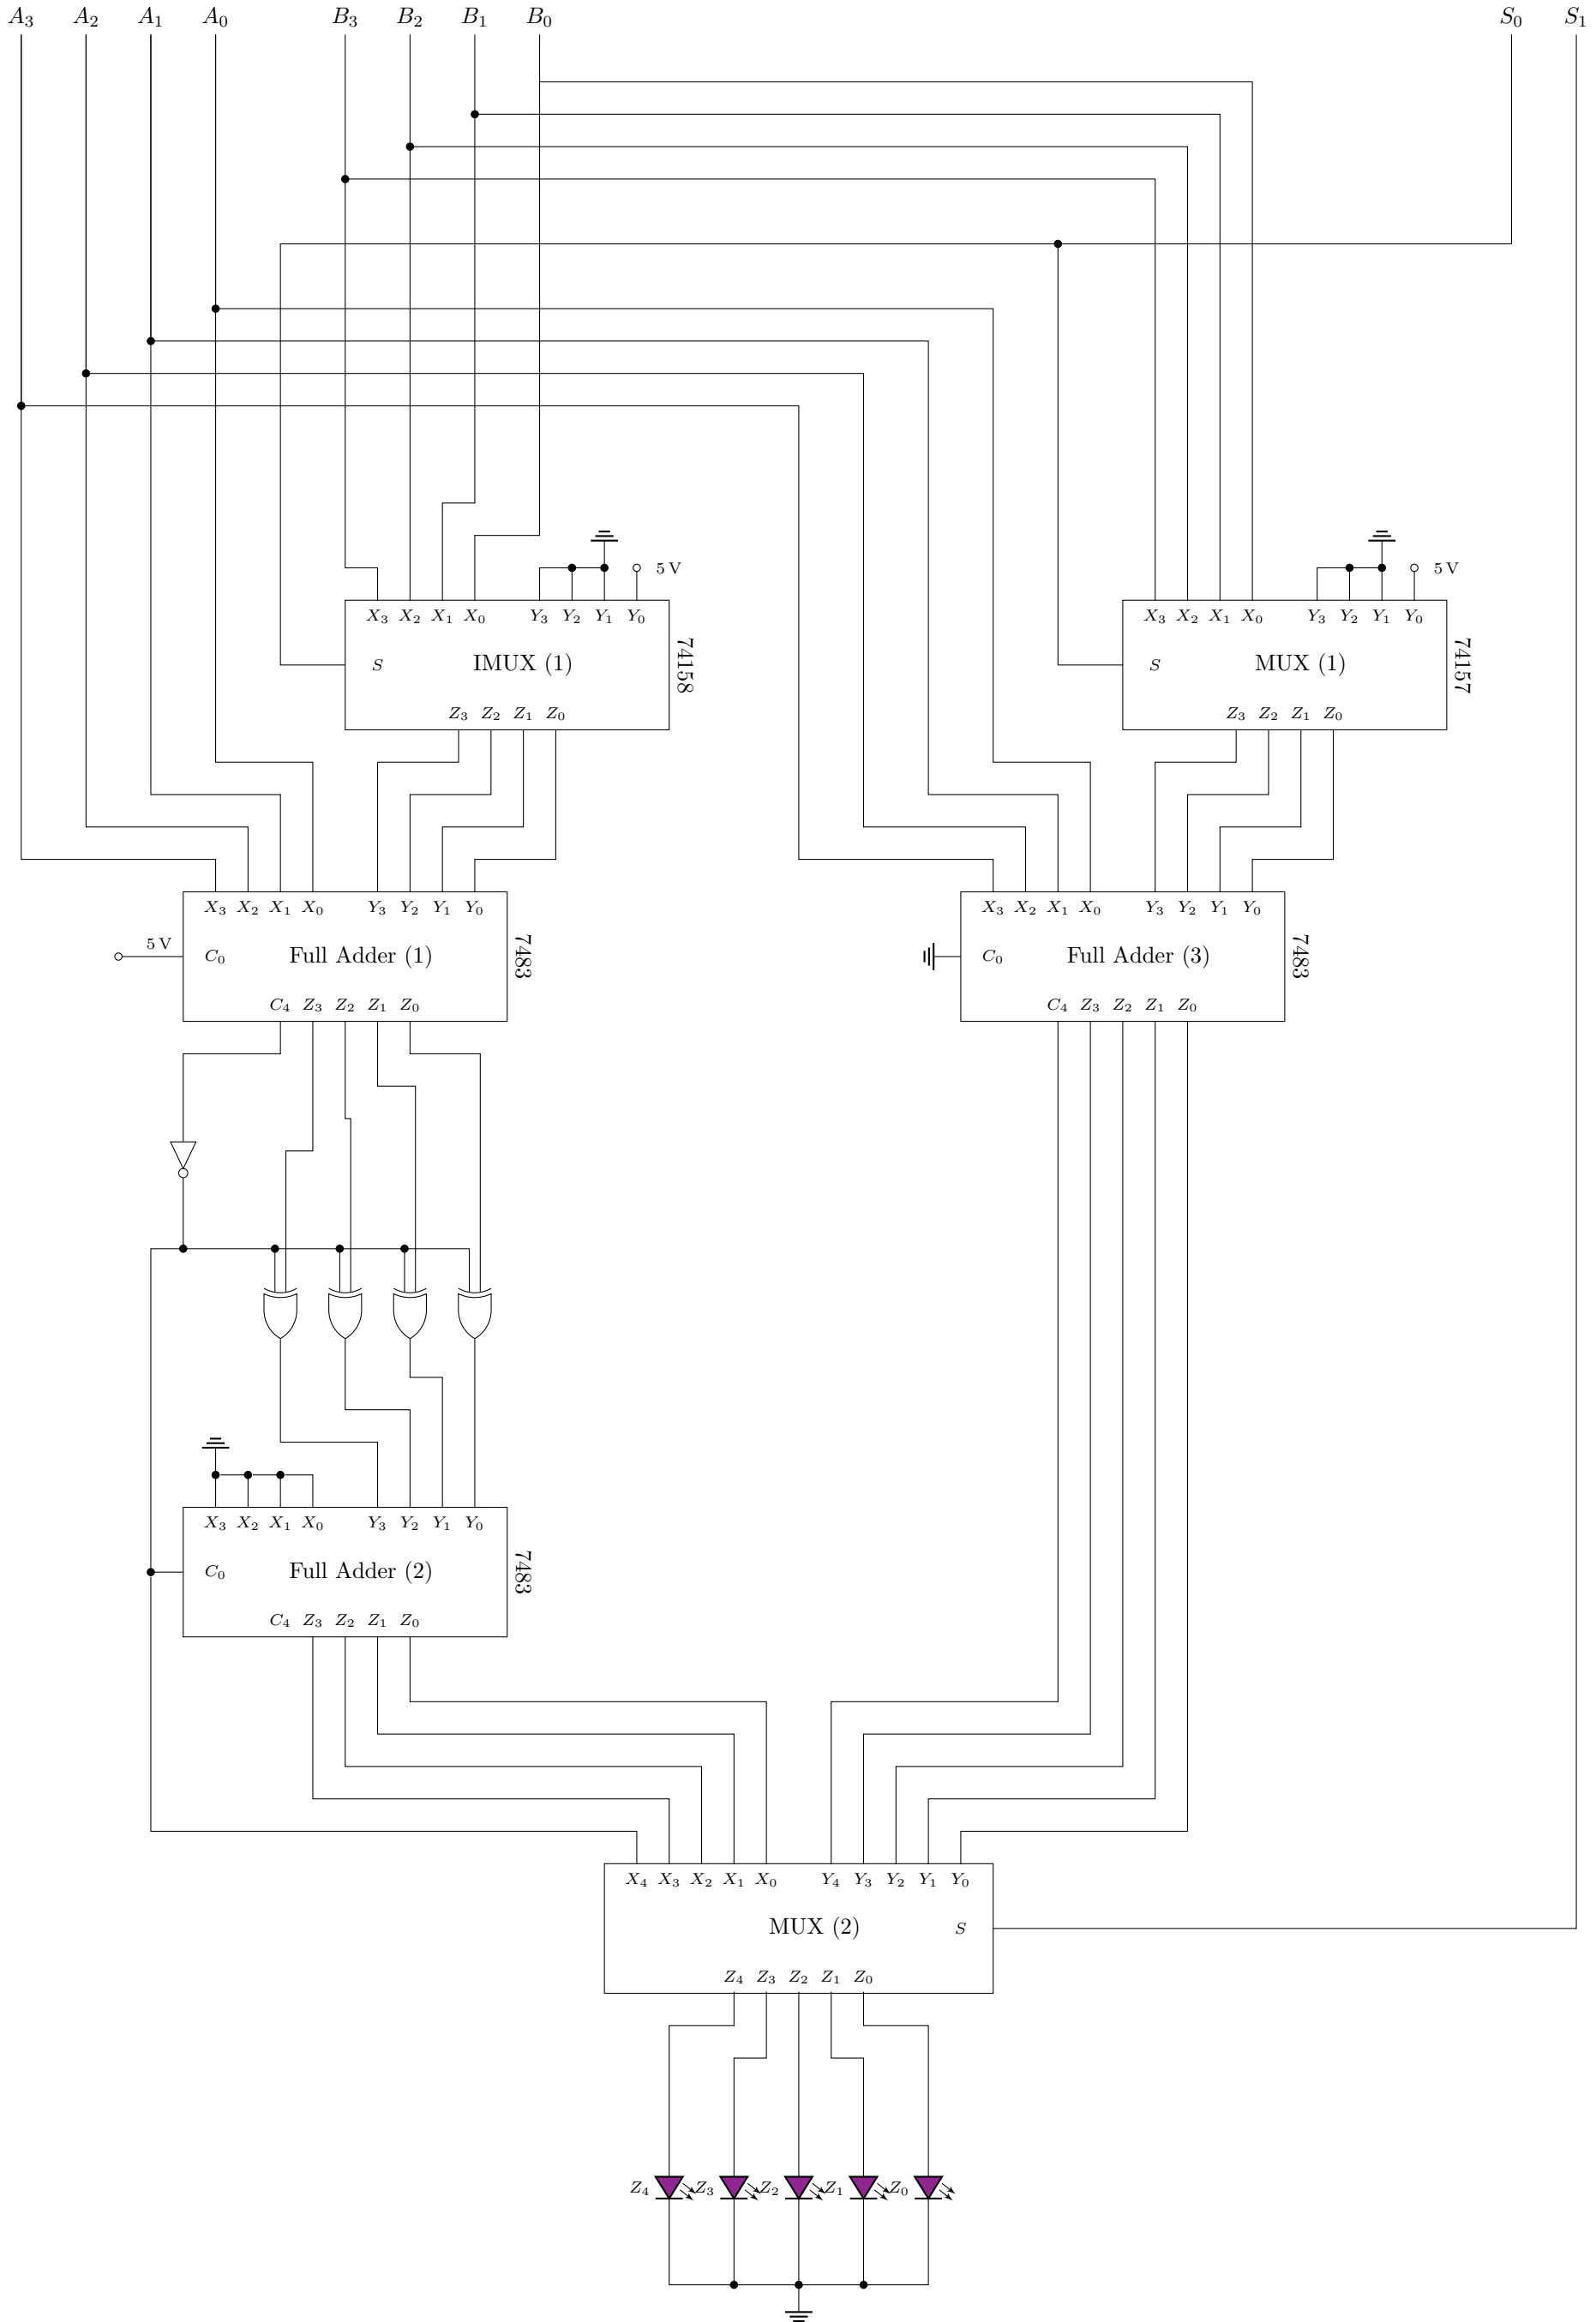 A₃ A₂ A₁ A₀ B₃ B₂ B₁ B₀ S₀ S₁
5 V 5 V
X₃ X₂ X₁ X₀ Y₃ Y₂ Y₁ Y₀
S IMUX (1)
Z₃ Z₂ Z₁ Z₀
74158
X₃ X₂ X₁ X₀ Y₃ Y₂ Y₁ Y₀
S MUX (1)
Z₃ Z₂ Z₁ Z₀
74157
5 V
X₃ X₂ X₁ X₀ Y₃ Y₂ Y₁ Y₀
C₀ Full Adder (1)
C₄ Z₃ Z₂ Z₁ Z₀
7483
X₃ X₂ X₁ X₀ Y₃ Y₂ Y₁ Y₀
C₀ Full Adder (3)
C₄ Z₃ Z₂ Z₁ Z₀
7483
X₃ X₂ X₁ X₀ Y₃ Y₂ Y₁ Y₀
C₀ Full Adder (2)
C₄ Z₃ Z₂ Z₁ Z₀
7483
X₄ X₃ X₂ X₁ X₀ Y₄ Y₃ Y₂ Y₁ Y₀
MUX (2) S
Z₄ Z₃ Z₂ Z₁ Z₀
Z₄ Z₃ Z₂ Z₁ Z₀